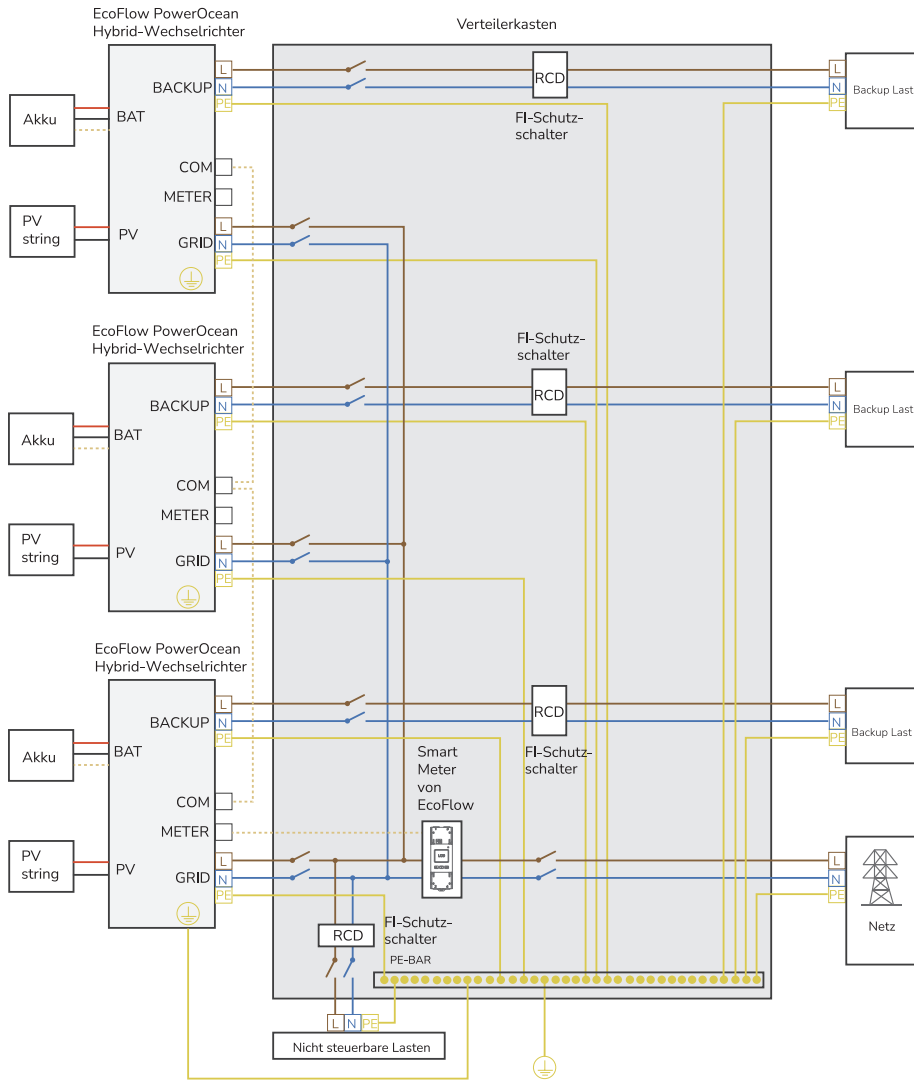 EcoFlow PowerOcean
Hybrid-Wechselrichter
Verteilerkasten
L
BACKUP
N
PE
Akku
BAT
RCD
FI-Schutz-
schalter
L
N
PE
Backup Last
COM
METER
PV
string
PV
L
GRID
N
PE
EcoFlow PowerOcean
Hybrid-Wechselrichter
FI-Schutz-
schalter
L
BACKUP
N
PE
Akku
BAT
RCD
L
N
PE
Backup Last
COM
METER
PV
string
PV
L
GRID
N
PE
EcoFlow PowerOcean
Hybrid-Wechselrichter
L
BACKUP
N
PE
Akku
BAT
RCD
FI-Schutz-
schalter
L
N
PE
Backup Last
Smart
Meter
von
EcoFlow
COM
METER
PV
string
PV
L
GRID
N
PE
L
N
PE
Netz
RCD
FI-Schutz-
schalter
PE-BAR
L N PE
Nicht steuerbare Lasten